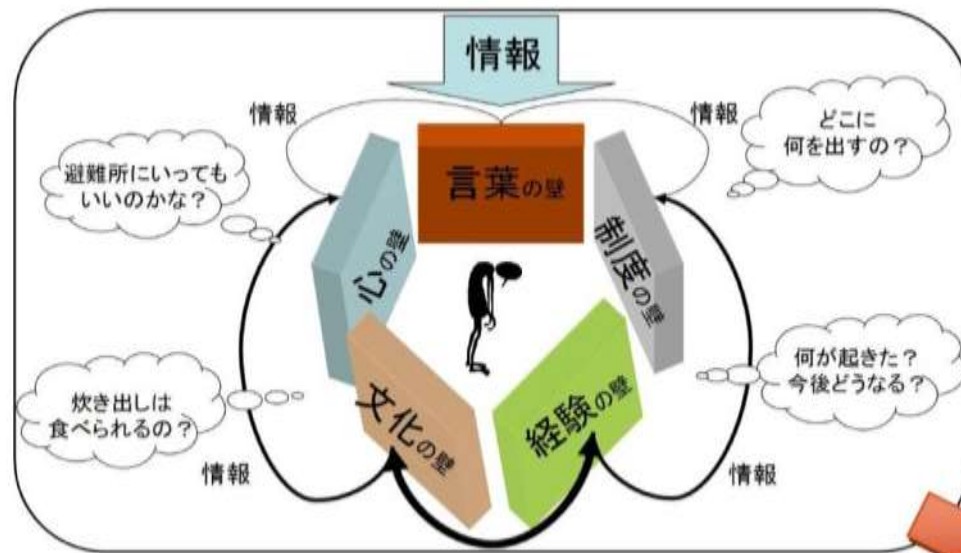 情報
情報
情報
どこに
何を出すの？
避難所にいっても
いいのかな？
言葉の壁
心の壁
制度の壁
何が起きた？
今後どうなる？
炊き出しは
食べられるの？
文化の壁
経験の壁
情報
情報